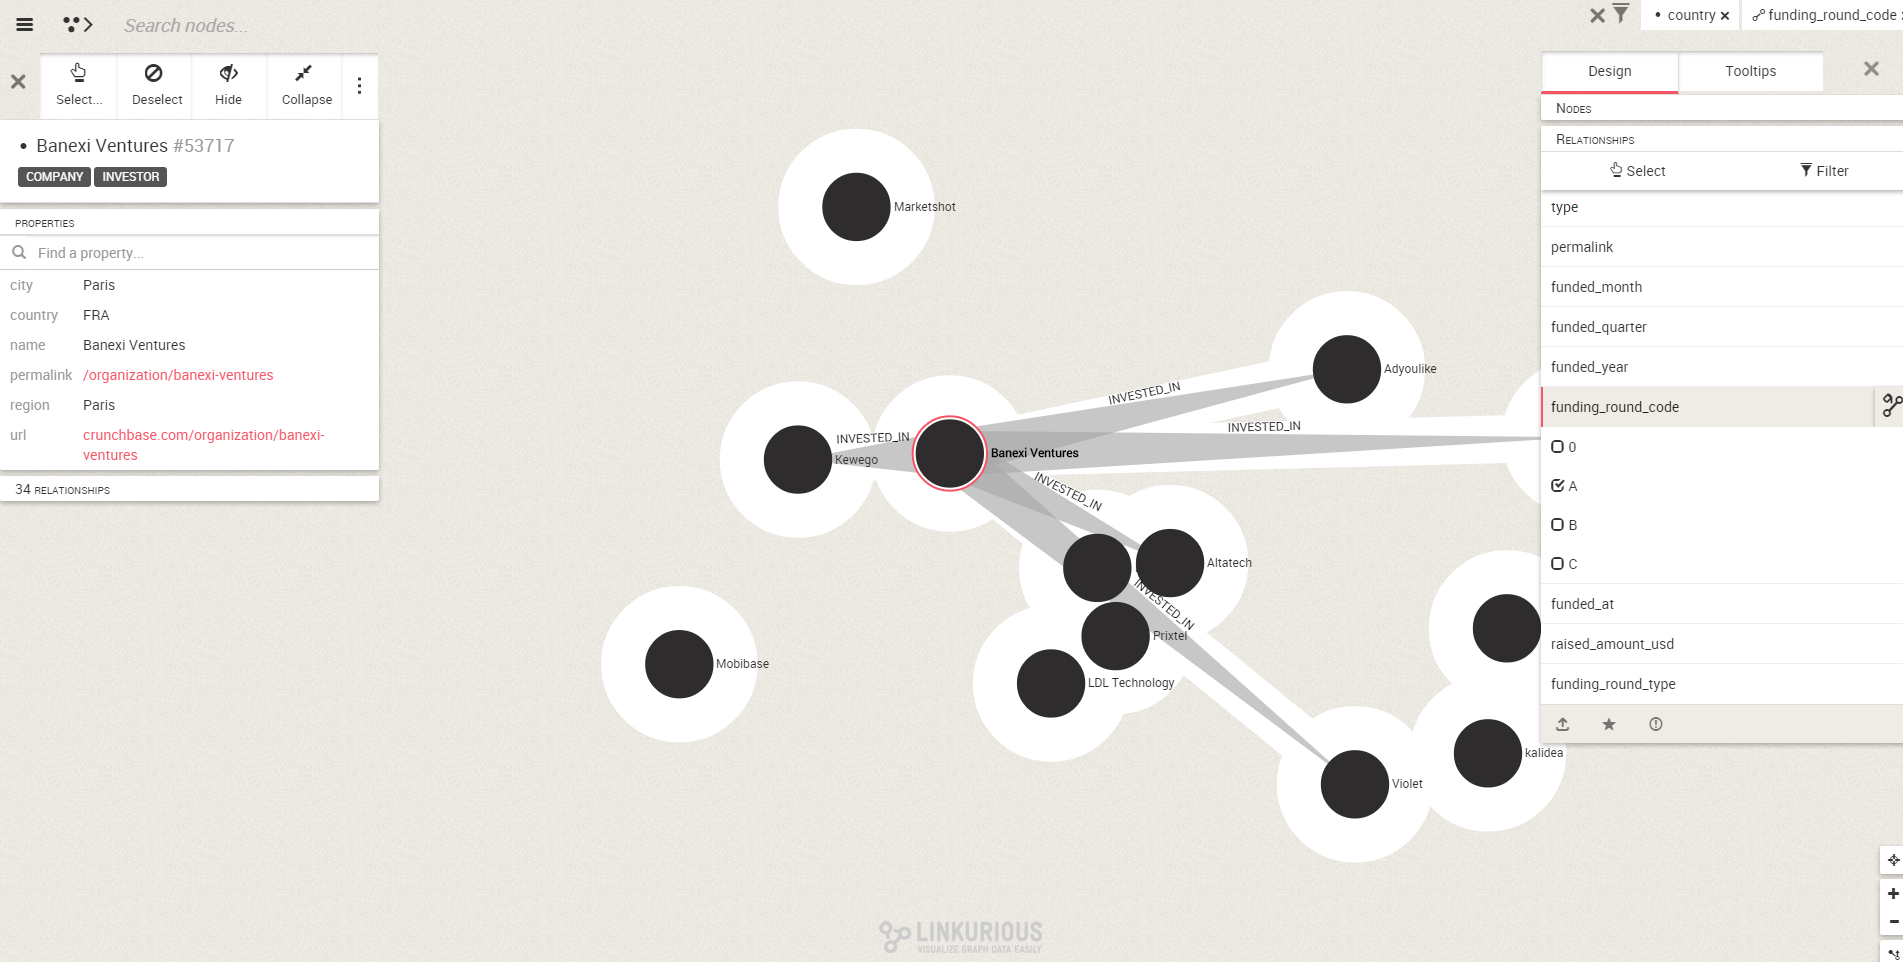 Search nodes...
country
funding_round_code
Select...
Deselect
Hide
Collapse
Banexi Ventures #53717
COMPANY
INVESTOR
PROPERTIES
Find a property...
city Paris
country FRA
name Banexi Ventures
permalink /organization/banexi-ventures
region Paris
url crunchbase.com/organization/banexi-
ventures
34 RELATIONSHIPS
Marketshot
Adyoulike
INVESTED_IN
INVESTED_IN
INVESTED_IN
Kewego
Banexi Ventures
INVESTED_IN
Altatech
INVESTED_IN
Prixtel
Mobibase
LDL Technology
kalidea
Violet
LINKURIOUS
VISUALIZE GRAPH DATA EASILY
Design
Tooltips
NODES
RELATIONSHIPS
Select
Filter
type
permalink
funded_month
funded_quarter
funded_year
funding_round_code
0
A
B
C
funded_at
raised_amount_usd
funding_round_type